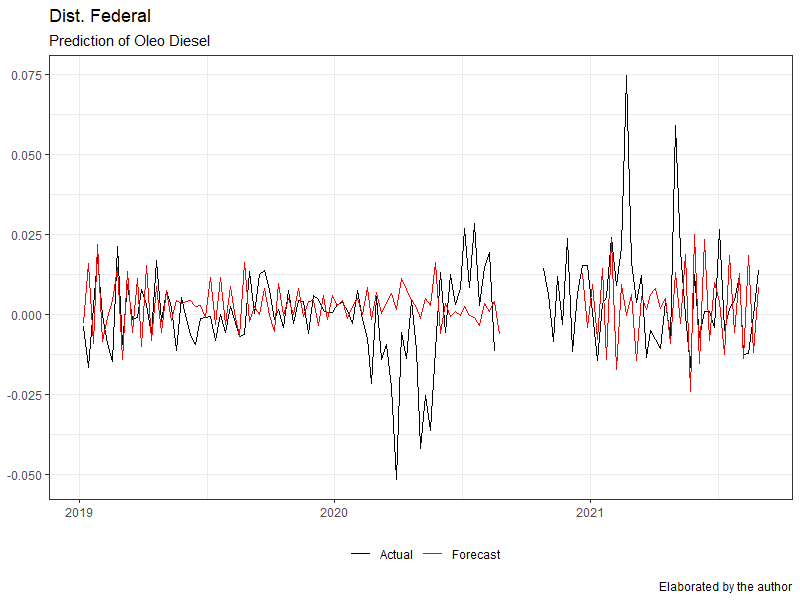 Dist. Federal
Prediction of Oleo Diesel
0.075
0.050
0.025
0.000
-0.025
-0.050
2019 2020 2021
Actual Forecast
Elaborated by the author